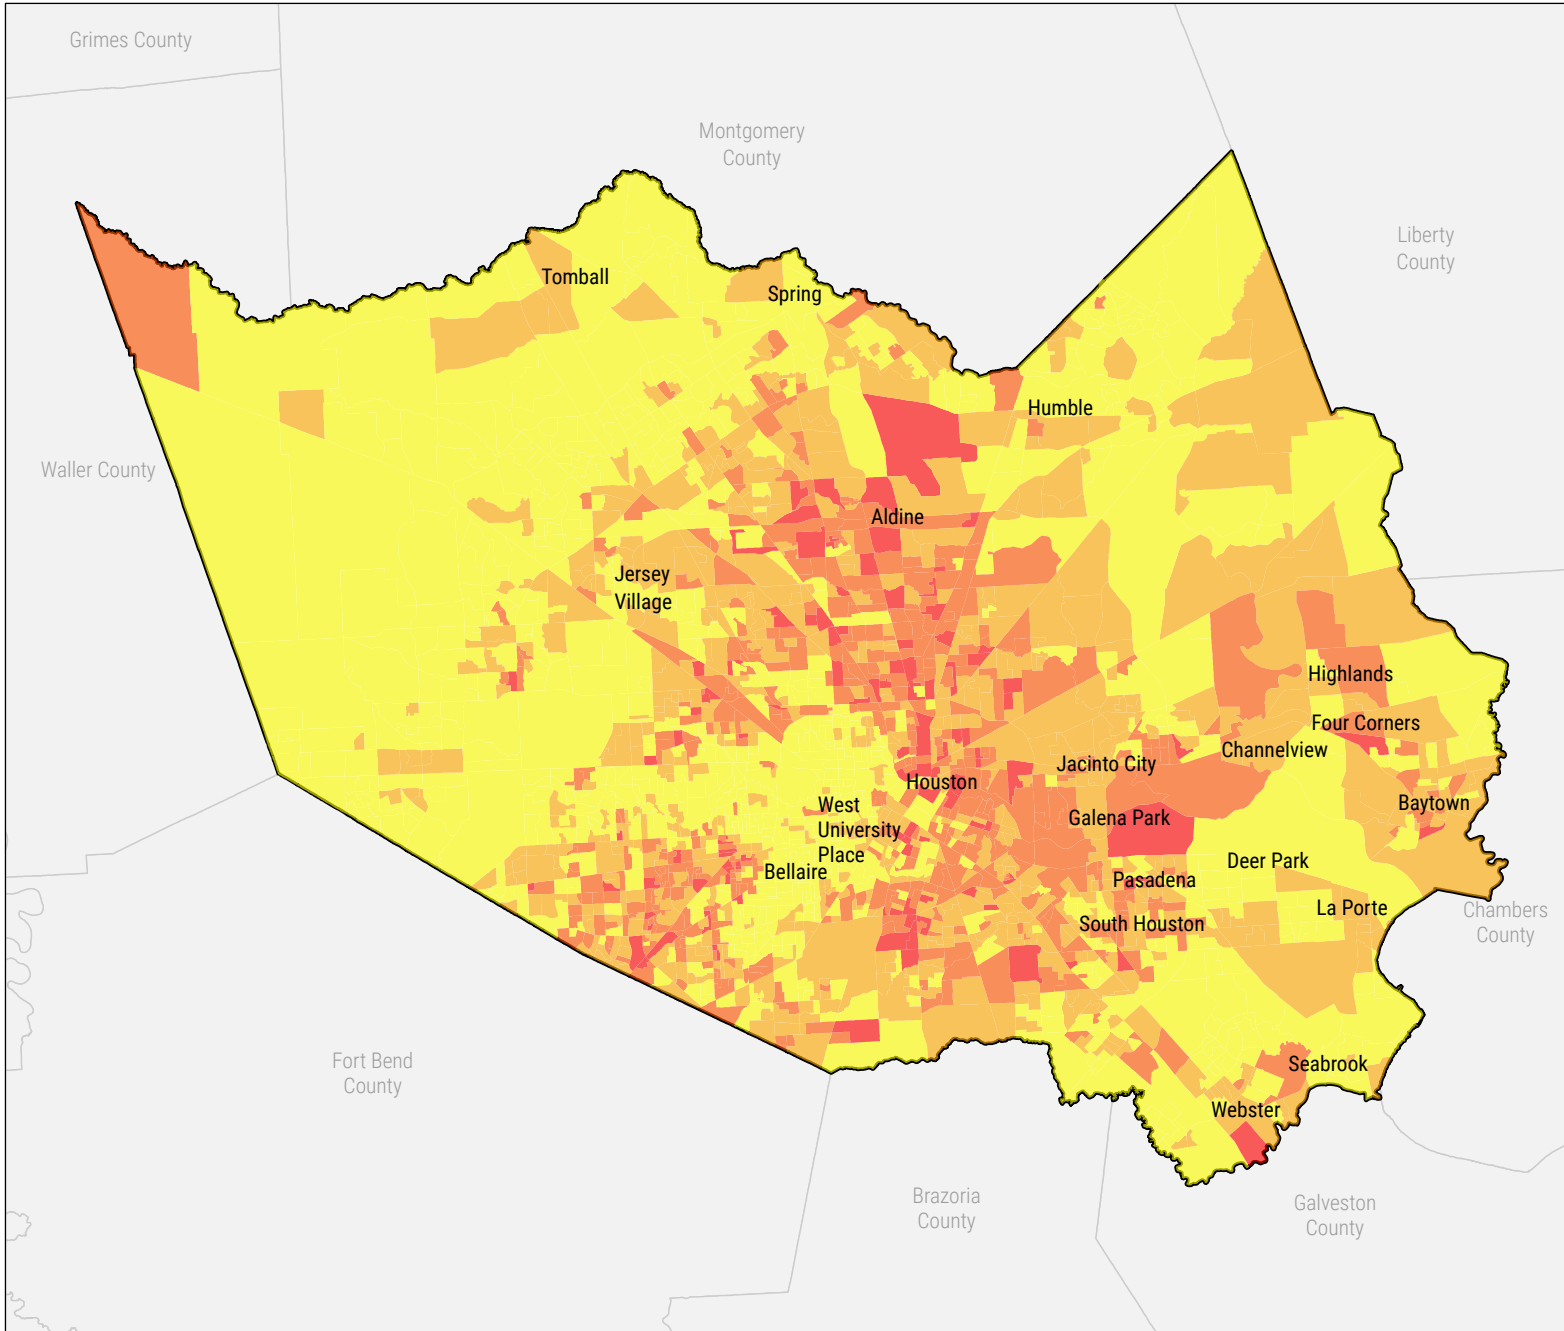 Grimes County
Montgomery
County
Liberty
County
Tomball
Spring
Humble
Waller County
Aldine
Jersey
Village
Highlands
Four Corners
Channelview
Jacinto City
Houston
West
University
Place
Galena Park
Baytown
Bellaire
Deer Park
Pasadena
La Porte
South Houston
Chambers
County
Fort Bend
County
Seabrook
Webster
Brazoria
County
Galveston
County